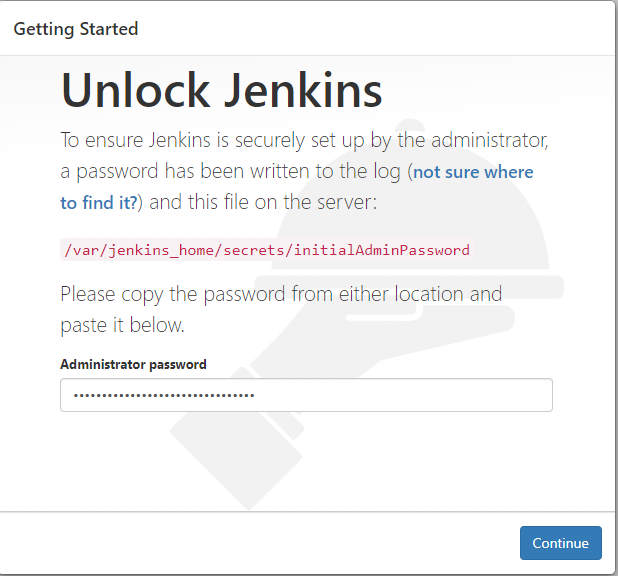 Getting Started
Unlock Jenkins
To ensure Jenkins is securely set up by the administrator,
a password has been written to the log (not sure where
to find it?) and this file on the server:
/var/jenkins_home/secrets/initialAdminPassword
Please copy the password from either location and
paste it below.
Administrator password
••••••••••••••••••••••••••••••••
Continue